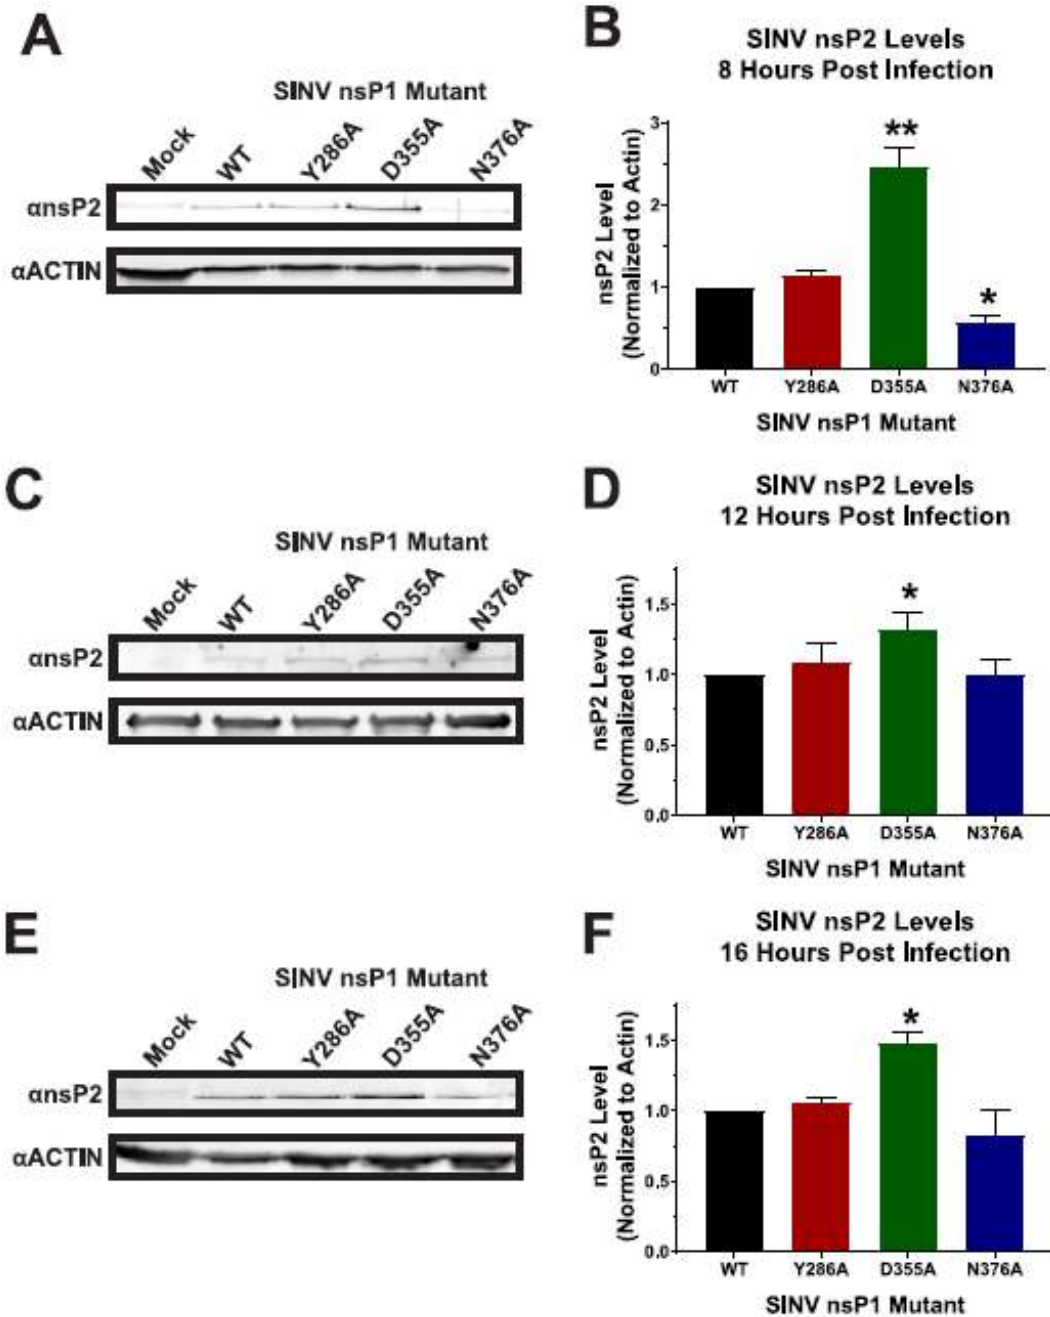 A
SINV nsP1 Mutant
Mock WT Y286A D355A N376A
αnsP2
αACTIN
B
SINV nsP2 Levels
8 Hours Post Infection
**
*
nsP2 Level
(Normalized to Actin)
3
2
1
0
WT Y286A D355A N376A
SINV nsP1 Mutant
C
SINV nsP1 Mutant
Mock WT Y286A D355A N376A
αnsP2
αACTIN
D
SINV nsP2 Levels
12 Hours Post Infection
*
nsP2 Level
(Normalized to Actin)
1.5
1.0
0.5
0.0
WT Y286A D355A N376A
SINV nsP1 Mutant
E
SINV nsP1 Mutant
Mock WT Y286A D355A N376A
αnsP2
αACTIN
F
SINV nsP2 Levels
16 Hours Post Infection
*
nsP2 Level
(Normalized to Actin)
1.5
1.0
0.5
0.0
WT Y286A D355A N376A
SINV nsP1 Mutant